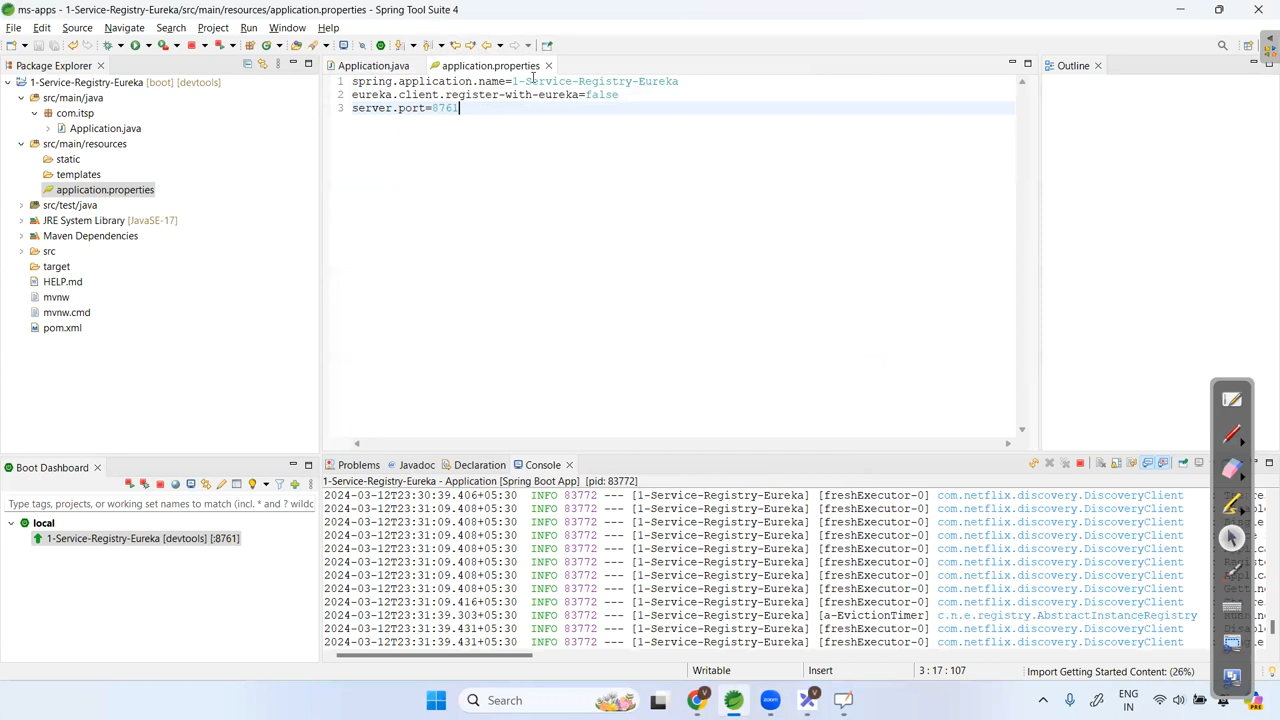 ms-apps - 1-Service-Registry-Eureka/src/main/resources/application.properties - Spring Tool Suite 4
File Edit Source Navigate Search Project Run Window Help
Package Explorer
Application.java application.properties
Outline
1-Service-Registry-Eureka [boot] [devtools]
src/main/java
com.itsp
Application.java
src/main/resources
static
templates
application.properties
src/test/java
JRE System Library [JavaSE-17]
Maven Dependencies
src
target
HELP.md
mvnw
mvnw.cmd
pom.xml
1 spring.application.name=1-Service-Registry-Eureka
2 eureka.client.register-with-eureka=false
3 server.port=8761
Boot Dashboard
Type tags, projects, or working set names to match (incl. * and ? wildc
local
1-Service-Registry-Eureka [devtools] [:8761]
Problems Javadoc Declaration Console
1-Service-Registry-Eureka - Application [Spring Boot App] [pid: 83772]
2024-03-12T23:30:39.406+05:30 INFO 83772 --- [1-Service-Registry-Eureka] [freshExecutor-0] com.netflix.discovery.DiscoveryClient
2024-03-12T23:31:09.408+05:30 INFO 83772 --- [1-Service-Registry-Eureka] [freshExecutor-0] com.netflix.discovery.DiscoveryClient
2024-03-12T23:31:09.408+05:30 INFO 83772 --- [1-Service-Registry-Eureka] [freshExecutor-0] com.netflix.discovery.DiscoveryClient
2024-03-12T23:31:09.408+05:30 INFO 83772 --- [1-Service-Registry-Eureka] [freshExecutor-0] com.netflix.discovery.DiscoveryClient
2024-03-12T23:31:09.408+05:30 INFO 83772 --- [1-Service-Registry-Eureka] [freshExecutor-0] com.netflix.discovery.DiscoveryClient
2024-03-12T23:31:09.408+05:30 INFO 83772 --- [1-Service-Registry-Eureka] [freshExecutor-0] com.netflix.discovery.DiscoveryClient
2024-03-12T23:31:09.408+05:30 INFO 83772 --- [1-Service-Registry-Eureka] [freshExecutor-0] com.netflix.discovery.DiscoveryClient
2024-03-12T23:31:09.408+05:30 INFO 83772 --- [1-Service-Registry-Eureka] [freshExecutor-0] com.netflix.discovery.DiscoveryClient
2024-03-12T23:31:09.416+05:30 INFO 83772 --- [1-Service-Registry-Eureka] [freshExecutor-0] com.netflix.discovery.DiscoveryClient
2024-03-12T23:31:29.240+05:30 INFO 83772 --- [1-Service-Registry-Eureka] [a-EvictionTimer] c.n.e.registry.AbstractInstanceRegistry
2024-03-12T23:31:39.431+05:30 INFO 83772 --- [1-Service-Registry-Eureka] [freshExecutor-0] com.netflix.discovery.DiscoveryClient
2024-03-12T23:31:39.431+05:30 INFO 83772 --- [1-Service-Registry-Eureka] [freshExecutor-0] com.netflix.discovery.DiscoveryClient
Writable Insert 3 : 17 : 107 Import Getting Started Content: (26%)
Search
ENG
IN